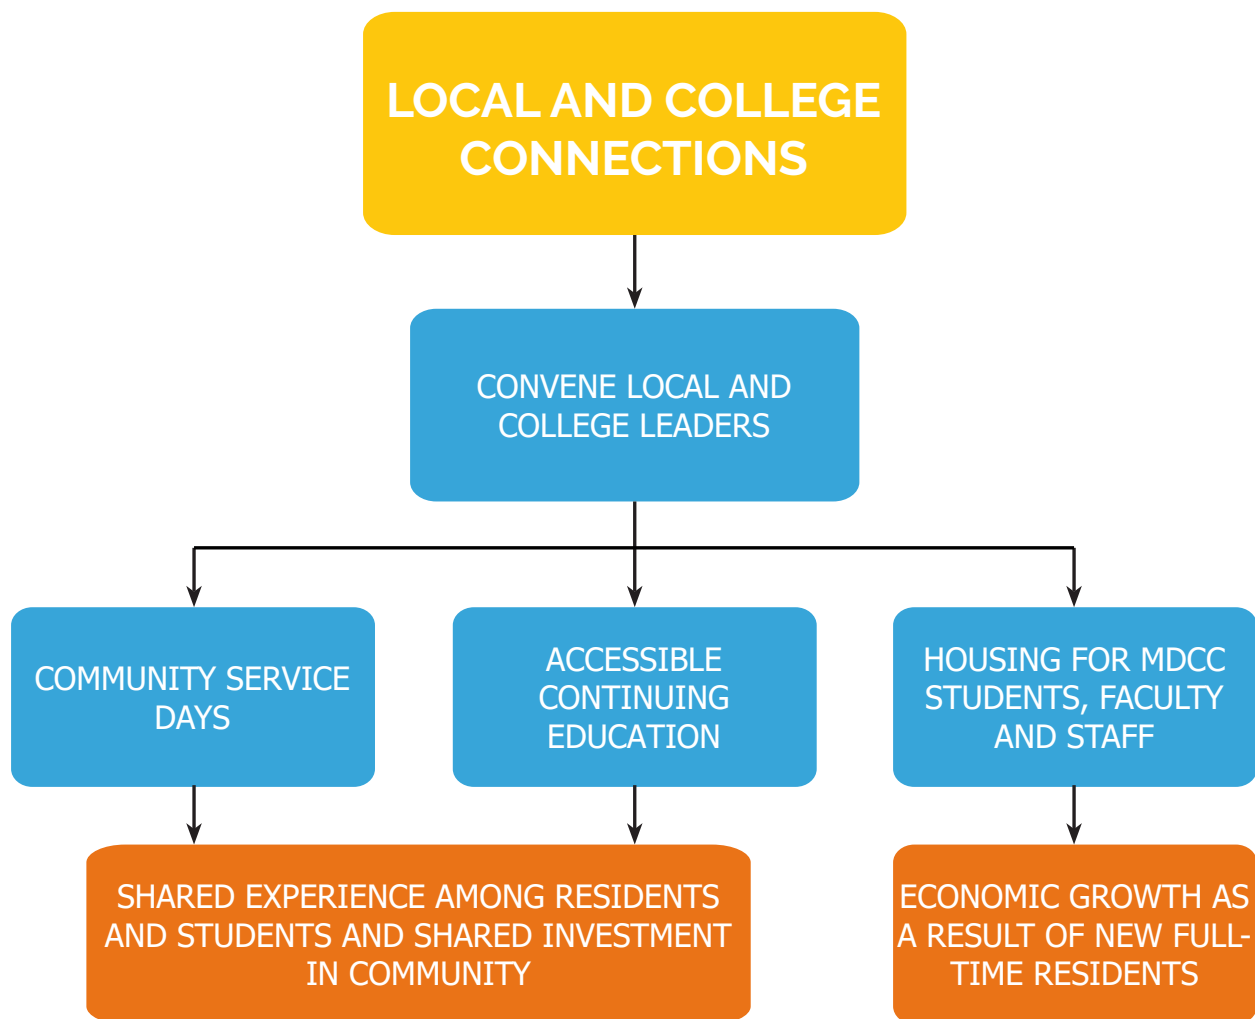 LOCAL AND COLLEGE
CONNECTIONS
CONVENE LOCAL AND
COLLEGE LEADERS
COMMUNITY SERVICE
DAYS
ACCESSIBLE
CONTINUING
EDUCATION
HOUSING FOR MDCC
STUDENTS, FACULTY
AND STAFF
SHARED EXPERIENCE AMONG RESIDENTS
AND STUDENTS AND SHARED INVESTMENT
IN COMMUNITY
ECONOMIC GROWTH AS
A RESULT OF NEW FULL-
TIME RESIDENTS